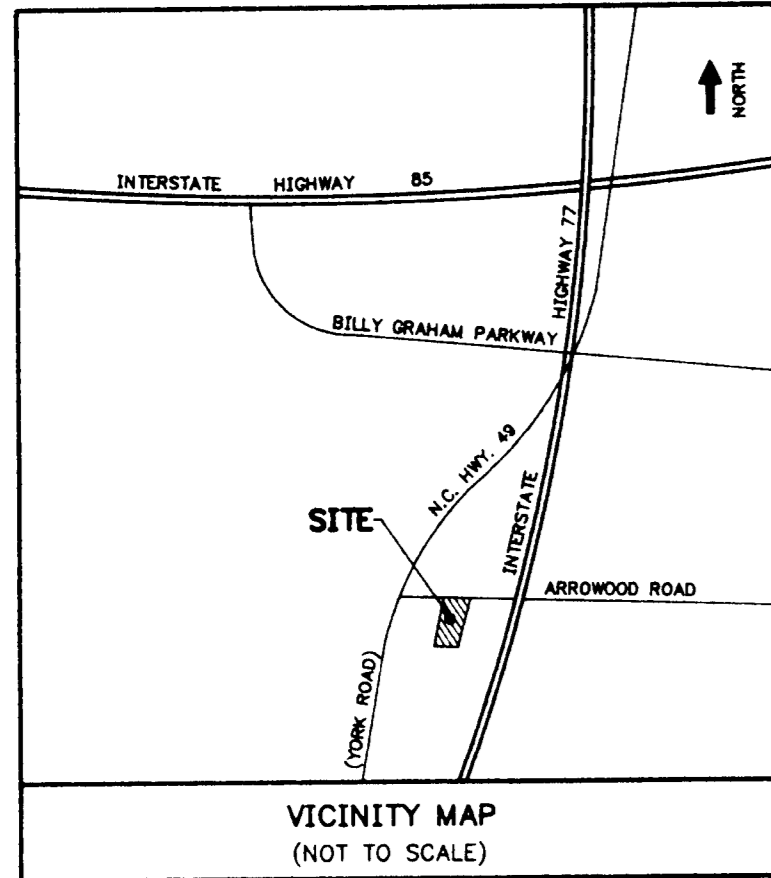 NORTH
INTERSTATE HIGHWAY 85
HIGHWAY 77
BILLY GRAHAM PARKWAY
N.C. HWY. 49
SITE
INTERSTATE
ARROWOOD ROAD
(YORK ROAD)
VICINITY MAP
(NOT TO SCALE)